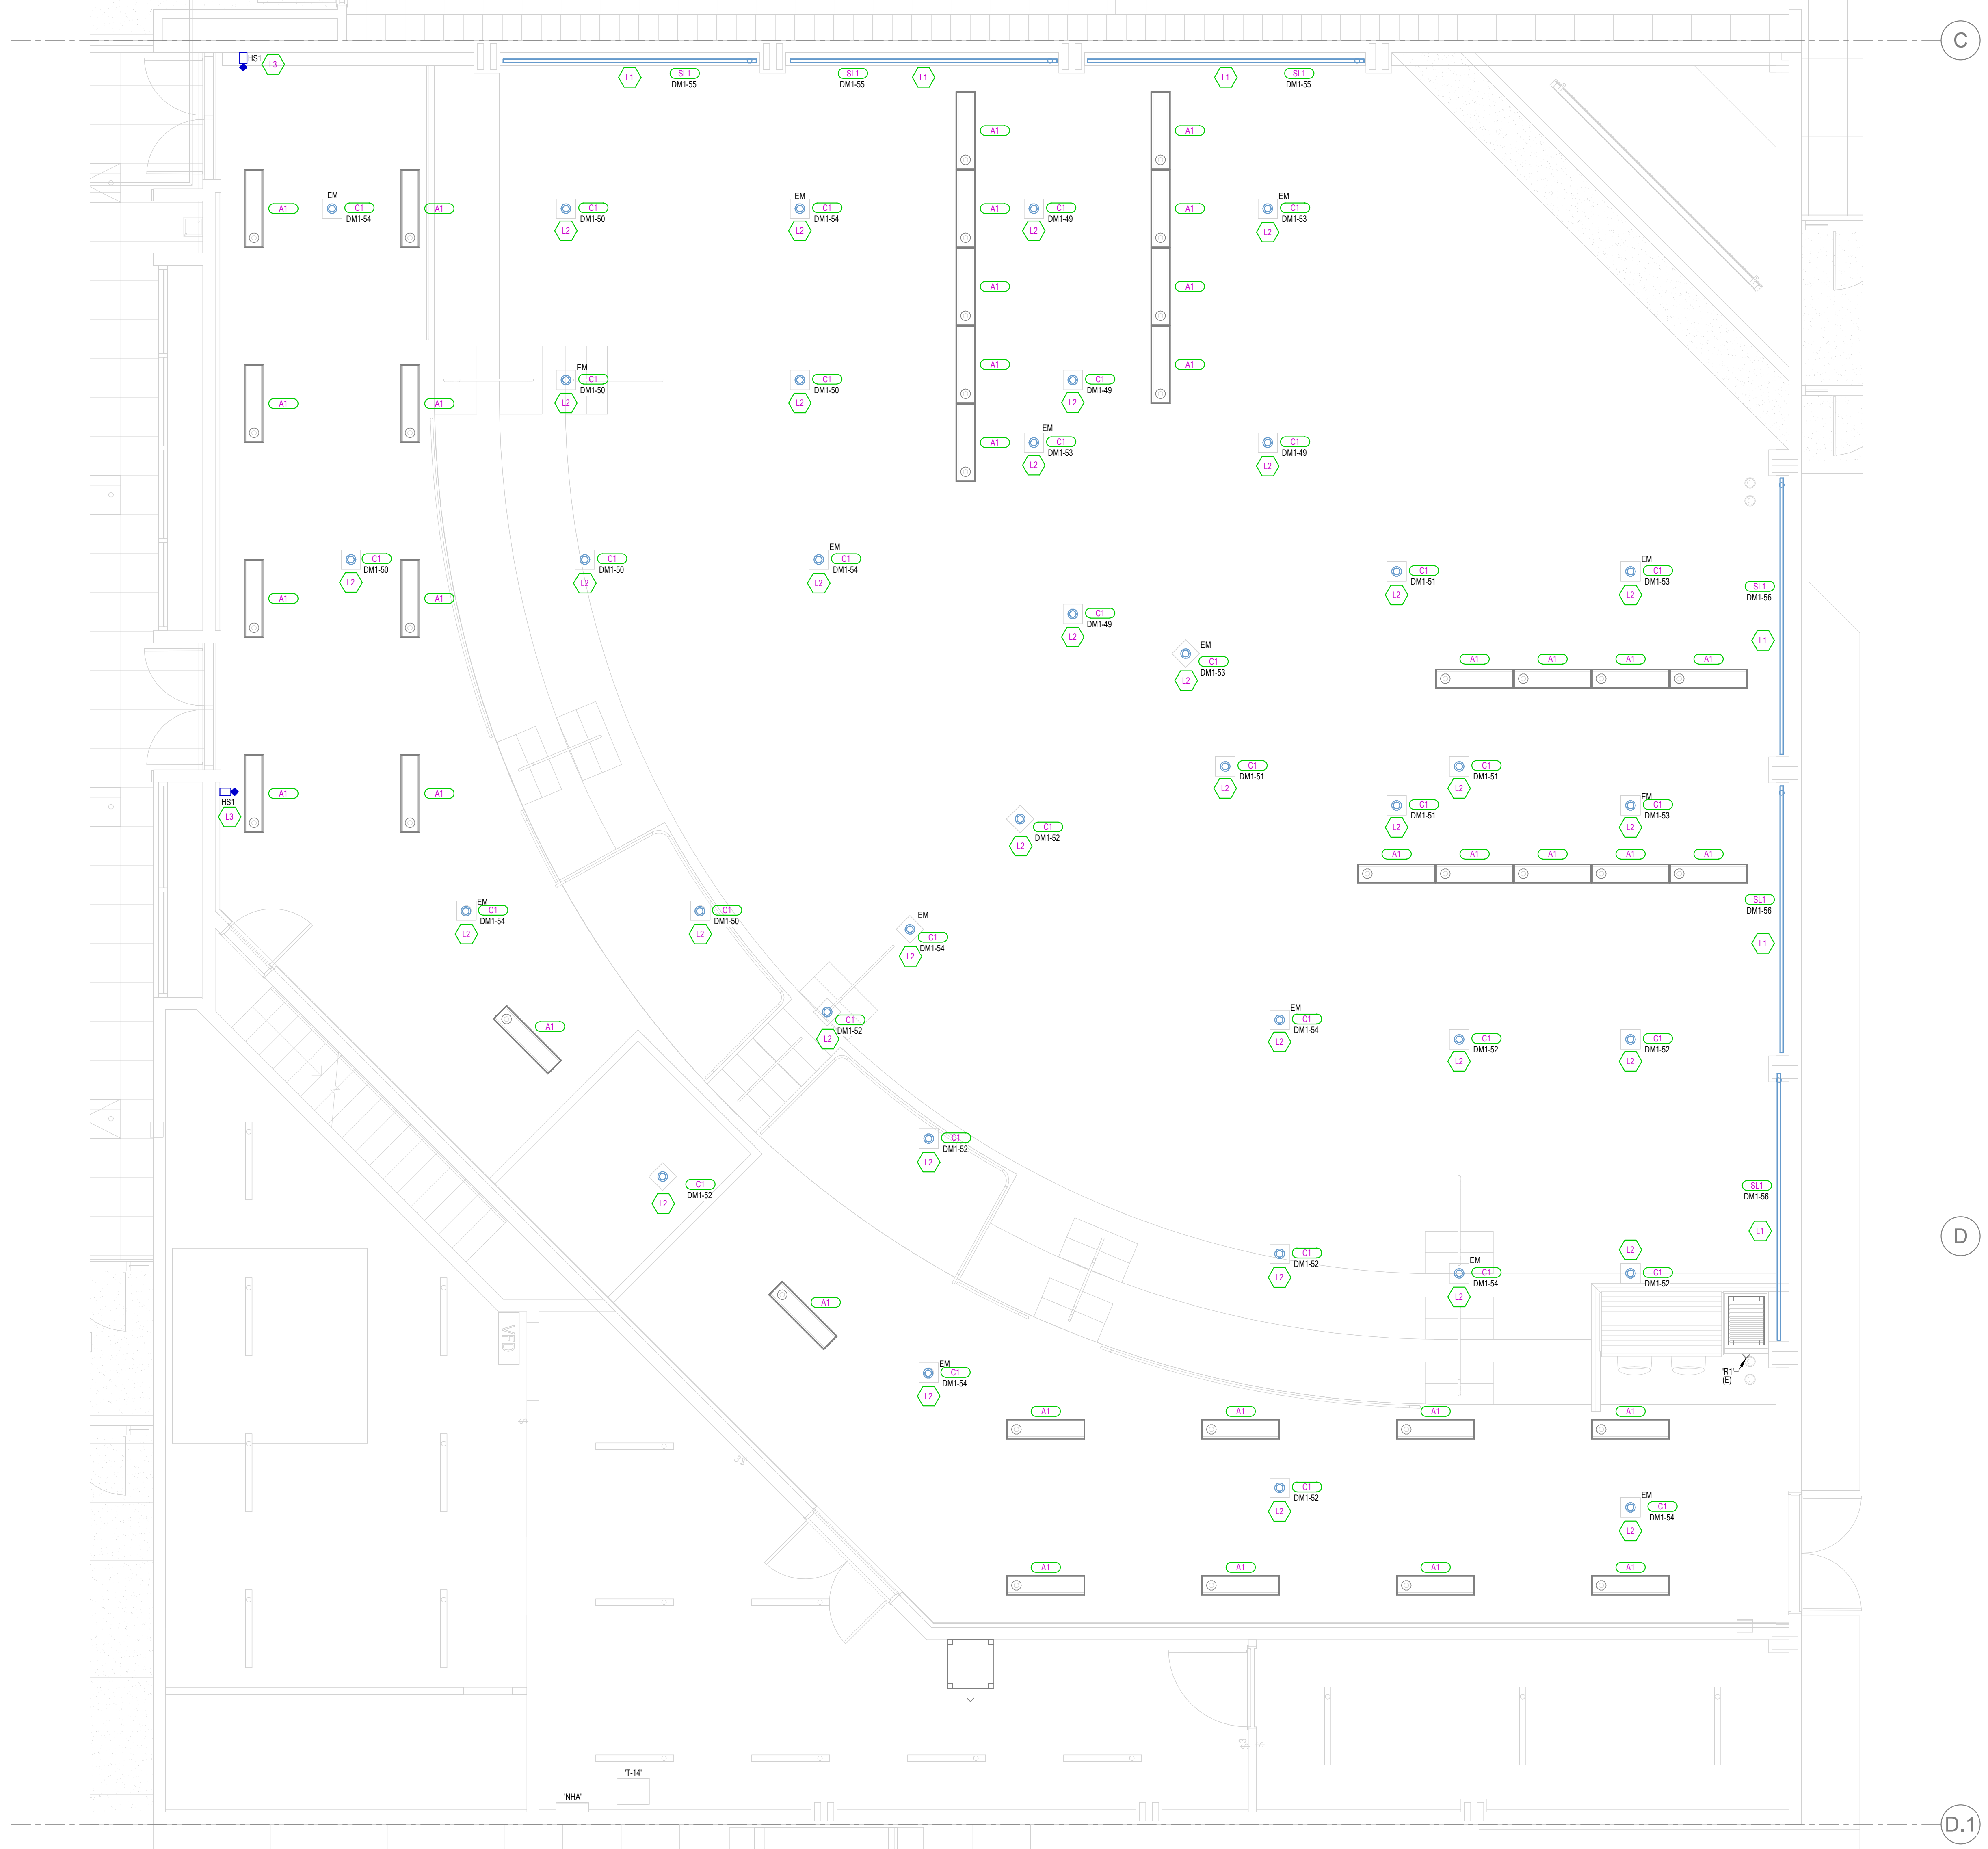 C
HS1
L3
L1
SL1
DM1-55
SL1
DM1-55
L1
L1
SL1
DM1-55
A1
A1
EM
EM
EM
A1
C1
DM1-54
A1
C1
DM1-50
L2
C1
DM1-54
L2
A1
C1
DM1-49
L2
A1
C1
DM1-53
L2
A1
A1
EM
A1
A1
C1
DM1-50
L2
C1
DM1-50
L2
C1
DM1-49
L2
A1
A1
EM
A1
C1
DM1-53
L2
C1
DM1-49
L2
EM
EM
C1
DM1-50
L2
C1
DM1-50
L2
C1
DM1-54
L2
C1
DM1-51
L2
C1
DM1-53
L2
SL1
DM1-56
A1
A1
C1
DM1-49
L2
L1
EM
C1
DM1-53
L2
A1
A1
A1
A1
C1
DM1-51
L2
C1
DM1-51
L2
A1
A1
HS1
L3
EM
C1
DM1-51
L2
C1
DM1-53
L2
C1
DM1-52
L2
A1
A1
A1
A1
A1
EM
C1
DM1-54
L2
C1
DM1-50
L2
EM
C1
DM1-54
L2
SL1
DM1-56
L1
A1
C1
DM1-52
L2
EM
C1
DM1-54
L2
C1
DM1-52
L2
C1
DM1-52
L2
C1
DM1-52
L2
C1
DM1-52
L2
SL1
DM1-56
L1
D
C1
DM1-52
L2
EM
C1
DM1-54
L2
L2
C1
DM1-52
A1
VFD
'R1'
(E)
EM
C1
DM1-54
L2
A1
A1
A1
A1
$
3$
C1
DM1-52
L2
EM
C1
DM1-54
L2
A1
A1
A1
A1
$3
$
'T-14'
'NHA'
D.1